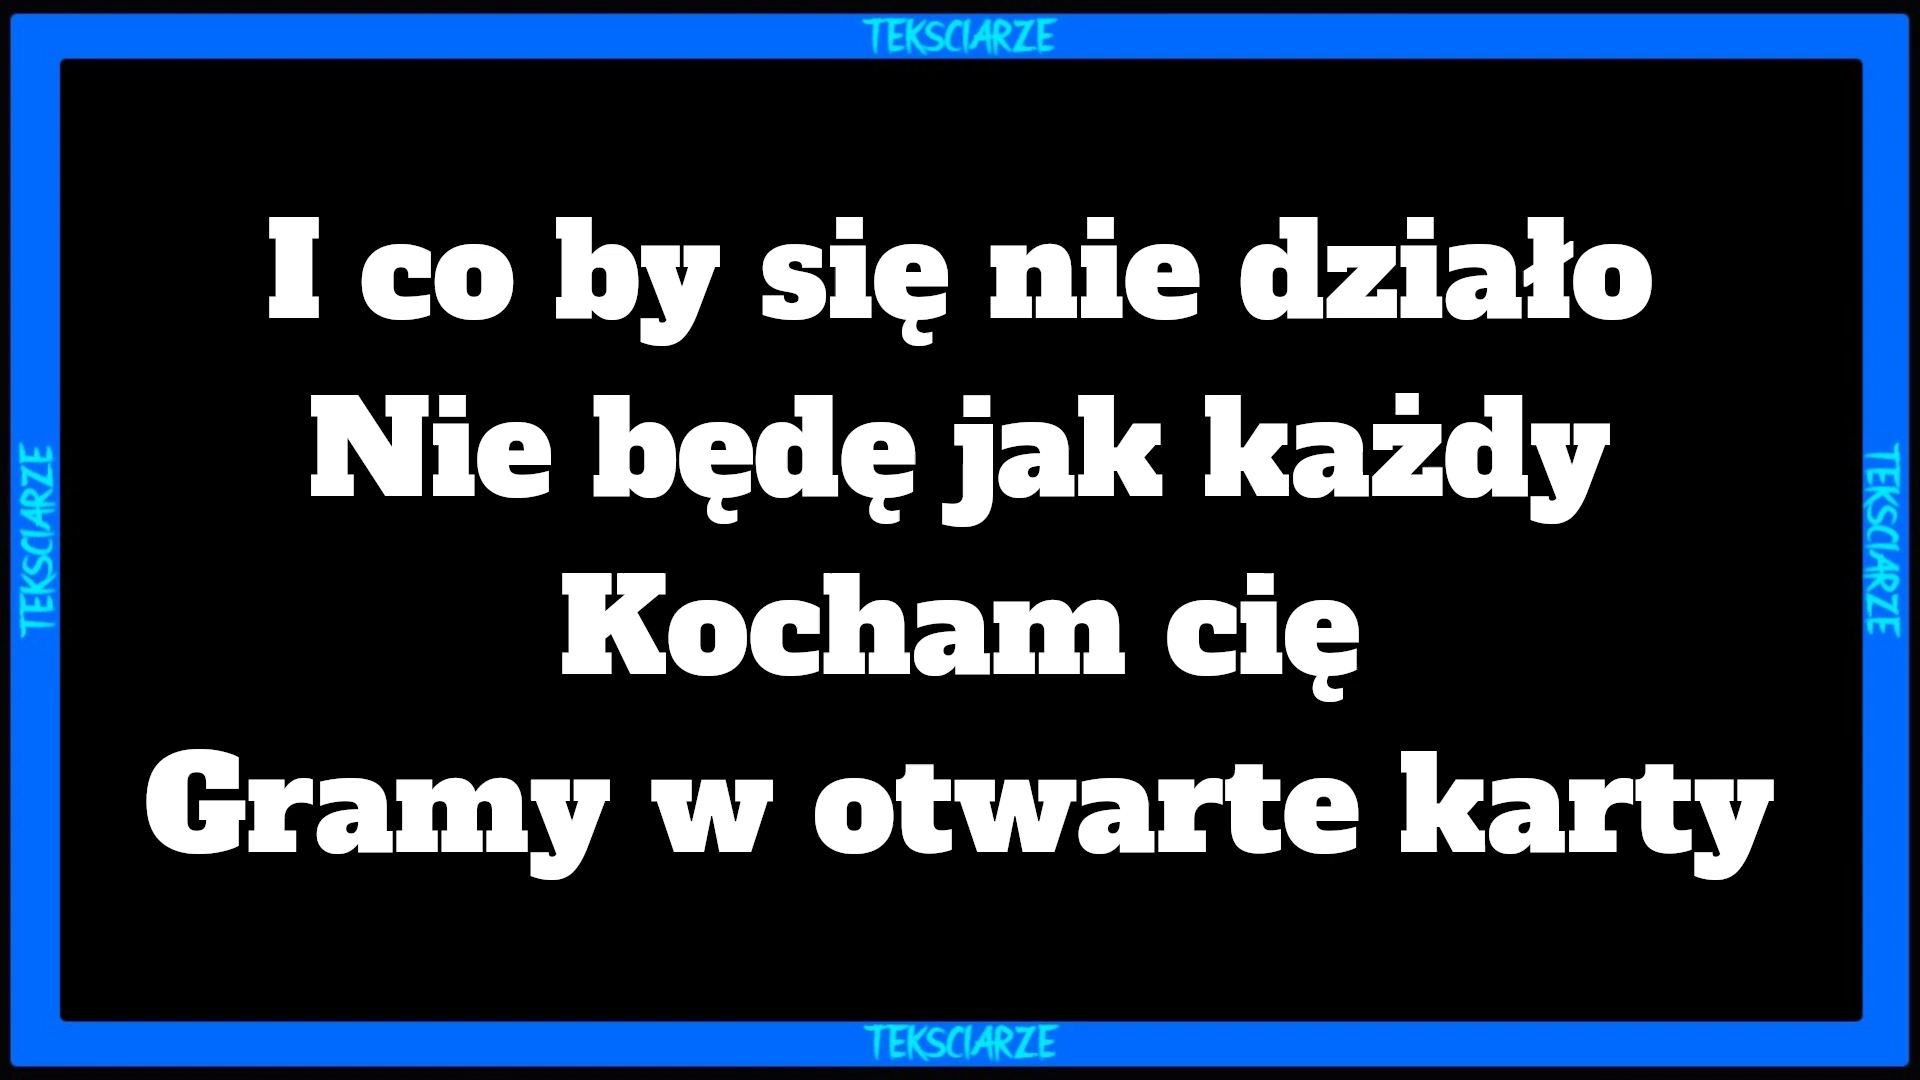 TEKSCIARZE
I co by się nie działo
Nie będę jak każdy
Kocham cię
Gramy w otwarte karty
TEKSCIARZE
TEKSCIARZE
TEKSCIARZE